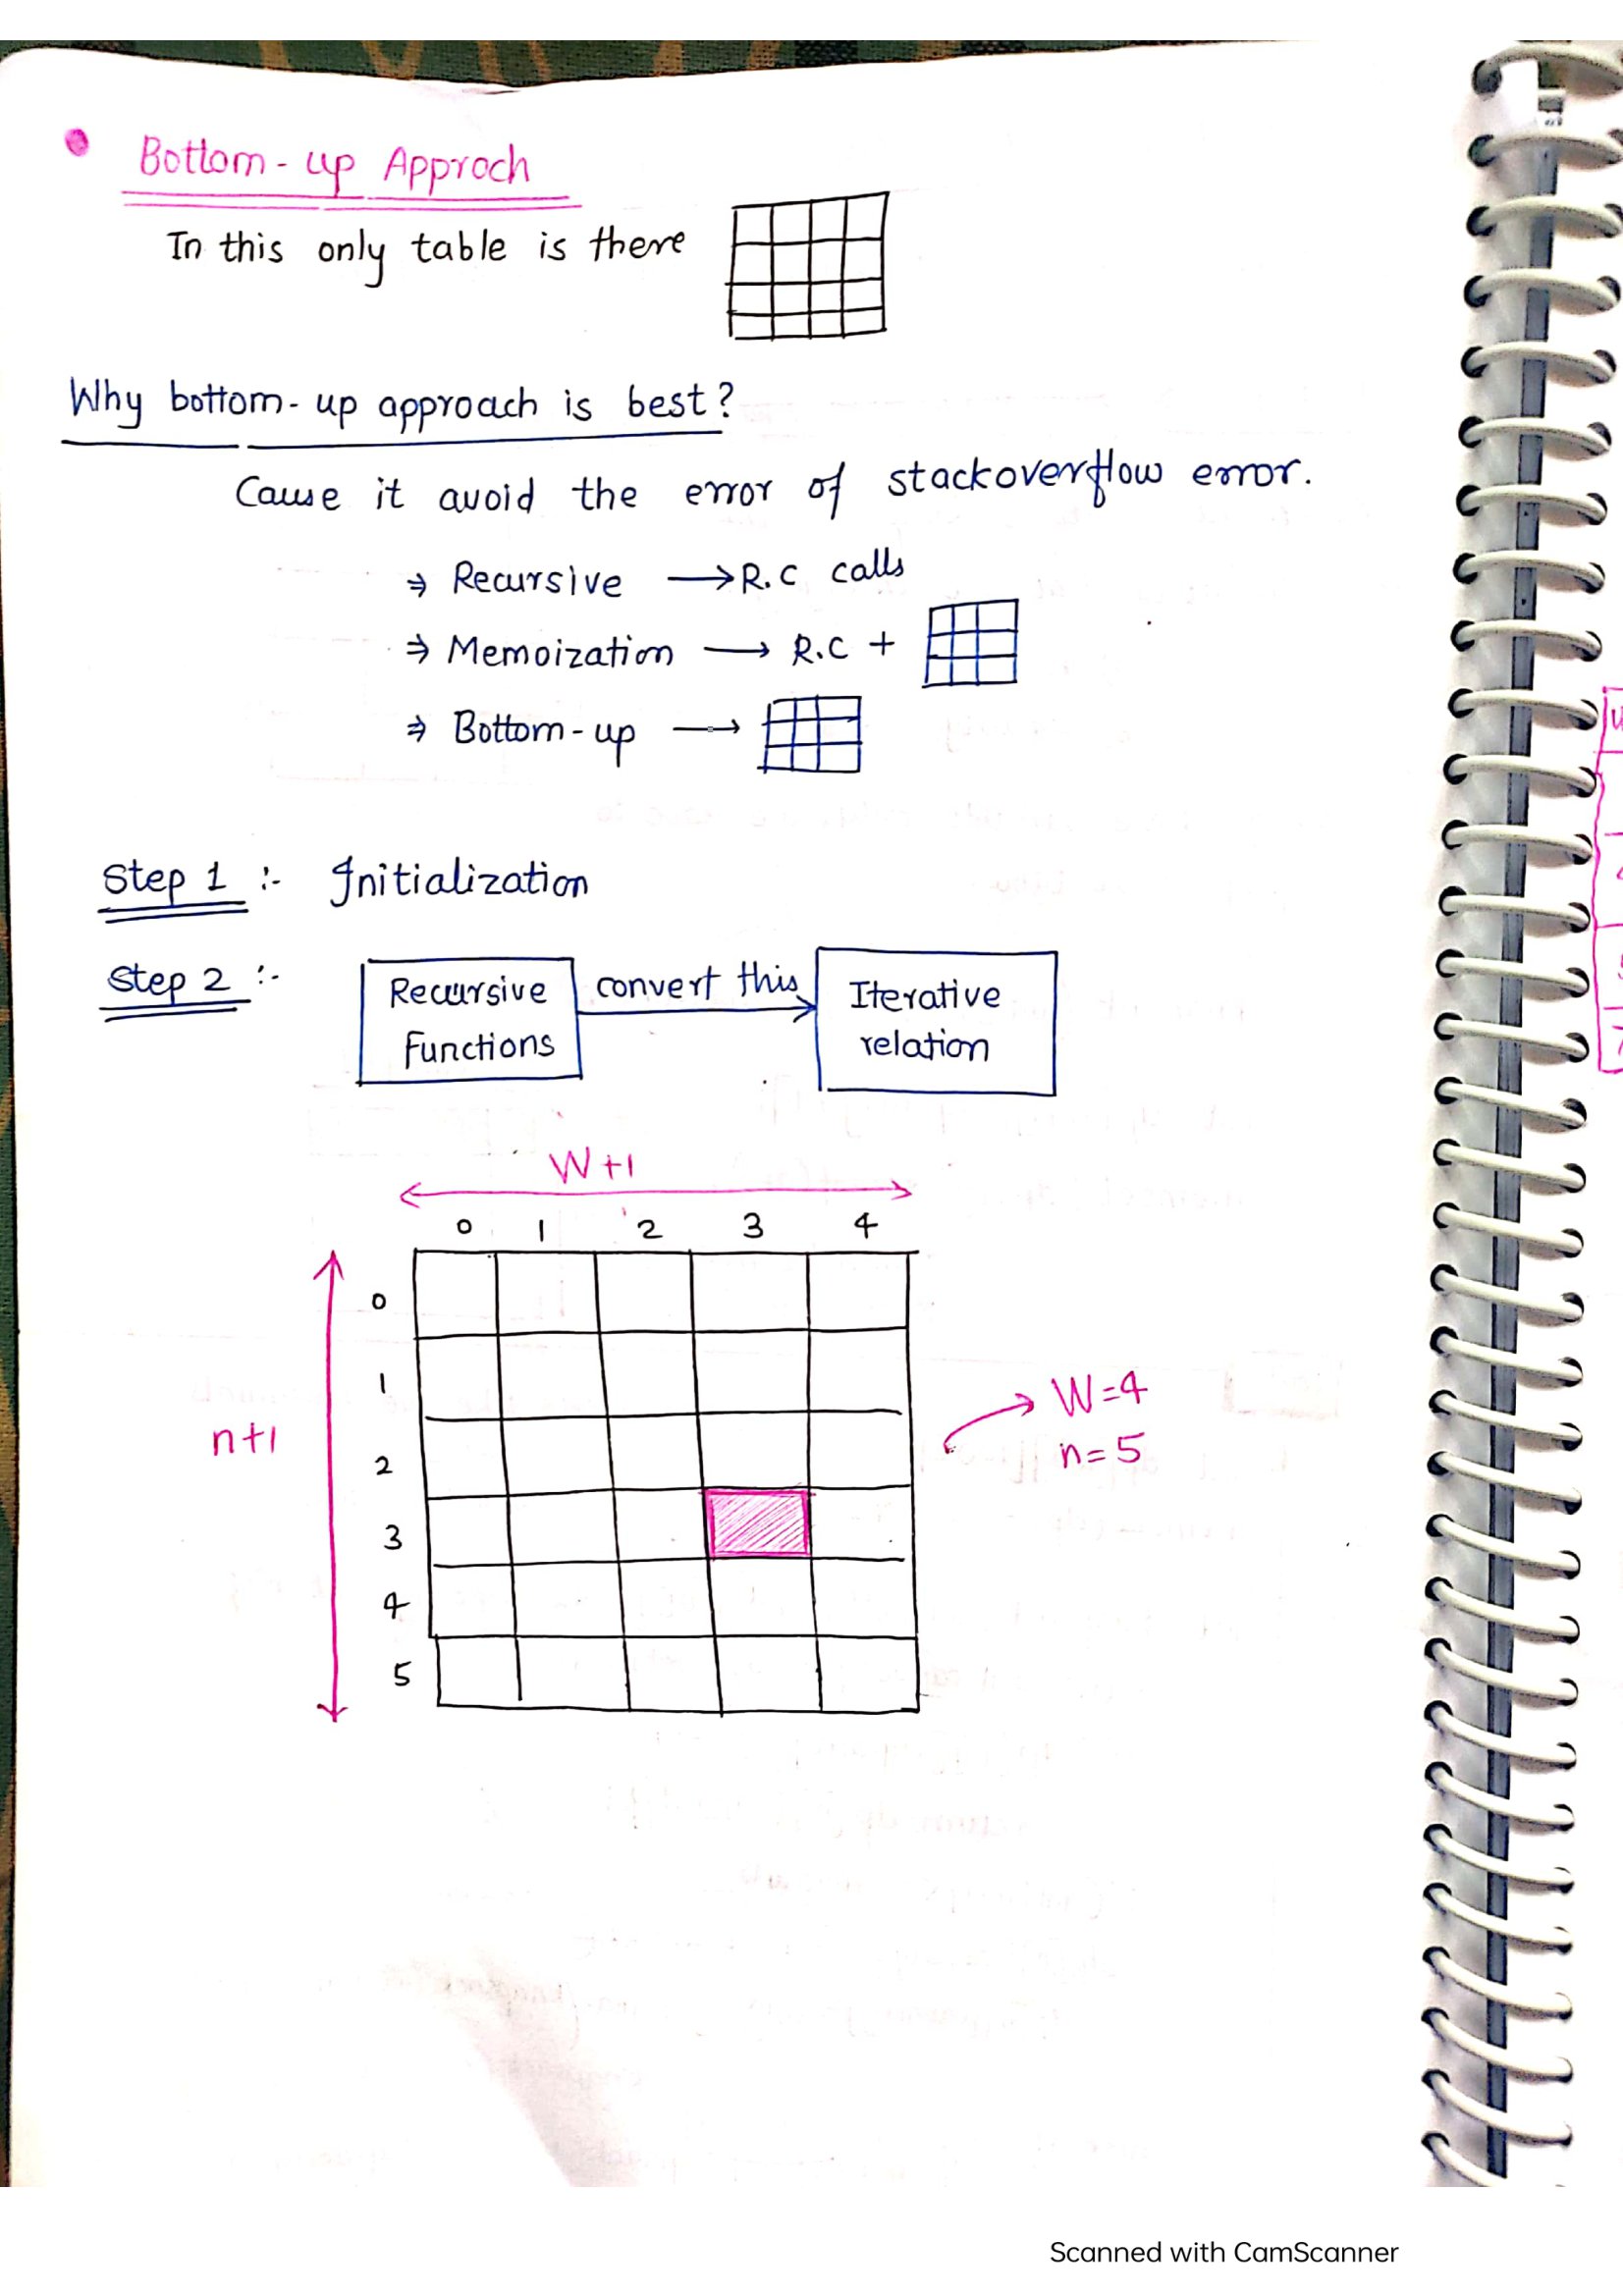 Bottom-up Approch
In this only table is there
Why bottom-up approach is best?
Cause it avoid the error of stackoverflow error.
⇒ Recursive → R.C calls
⇒ Memoization → R.C +
⇒ Bottom-up →
Step 1 :- Initialization
Step 2 :-
Recursive Functions
convert this
Iterative relation
W+1
0 1 2 3 4
0
1
n+1
2
3
4
5
W=4
n=5
Scanned with CamScanner